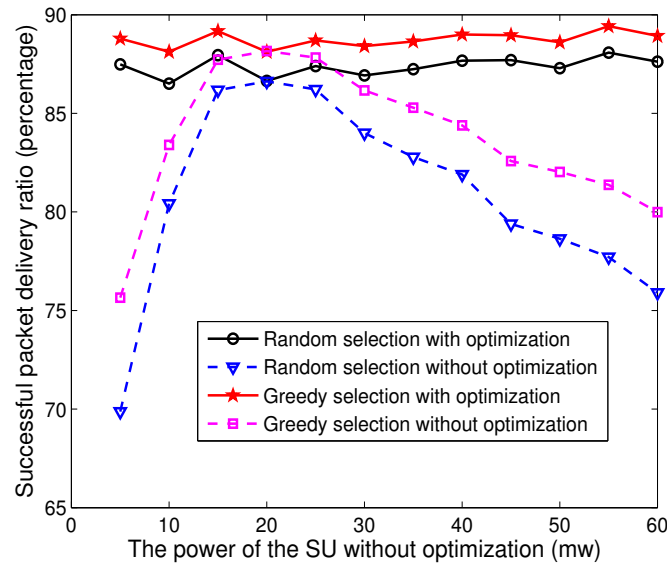 Successful packet delivery ratio (percentage)
90
85
80
75
70
65
Random selection with optimization
Random selection without optimization
Greedy selection with optimization
Greedy selection without optimization
0 10 20 30 40 50 60
The power of the SU without optimization (mw)